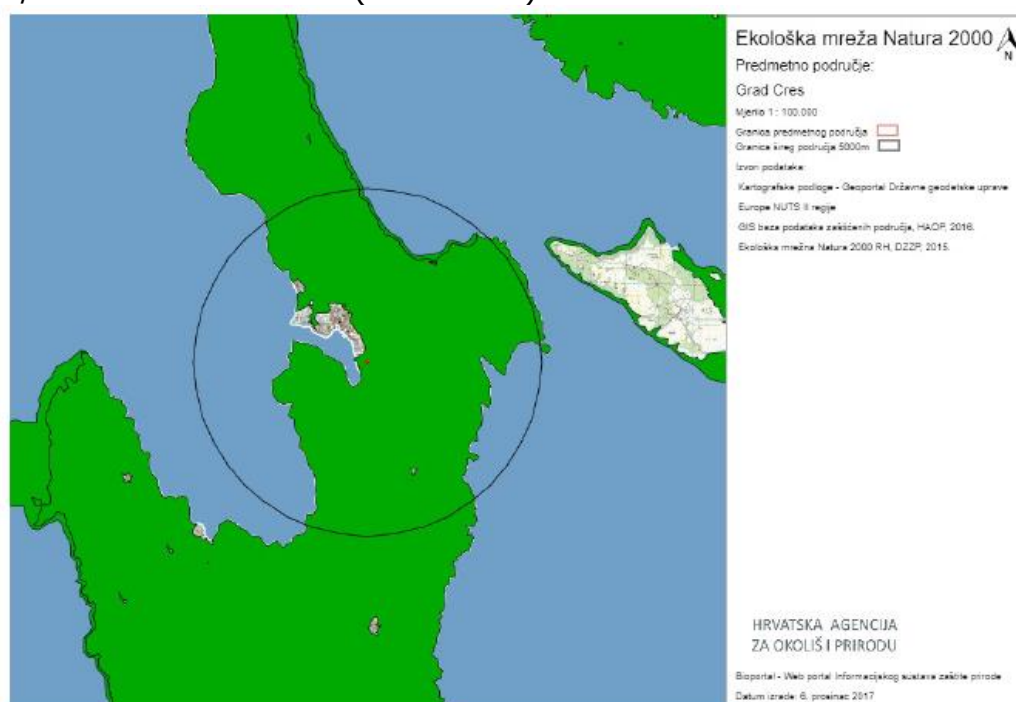 Ekološka mreža Natura 2000
N
Predmetno područje:
Grad Cres
Mjerilo 1 : 100.000
Granica predmetnog područja
Granica šireg područja 5000m
Izvori podataka:
Kartografske podloge - Geoportal Državne geodetske uprave
Europe NUTS II regije
GIS baza podataka zaštićenih područja, HAOP, 2016.
Ekološka mrežna Natura 2000 RH, DZZP, 2015.
HRVATSKA AGENCIJA
ZA OKOLIŠ I PRIRODU
Bioportal - Web portal Informacijskog sustava zaštite prirode
Datum izrade: 6. prosinac 2017